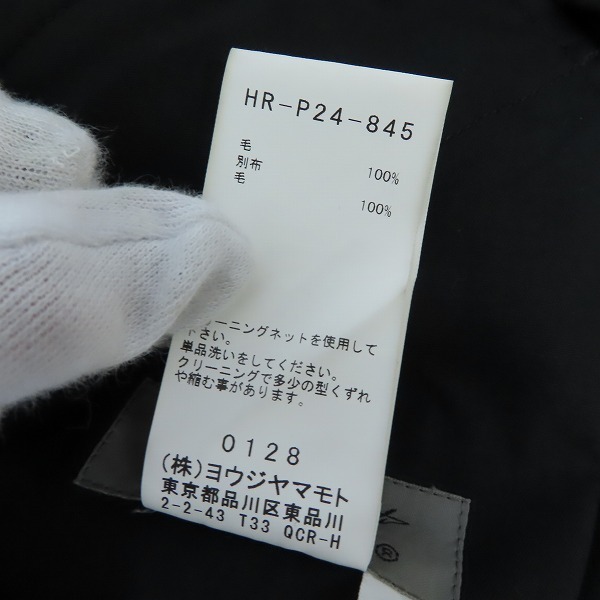 HR-P24-845
毛 100%
別布
毛 100%
リーニングネットを使用して
下さい。
単品洗いをしてください。
クリーニングで多少の型くずれ
や縮む事があります。
0128
(株)ヨウジヤマモト
東京都品川区東品川
2-2-43 T33 QCR-H
®